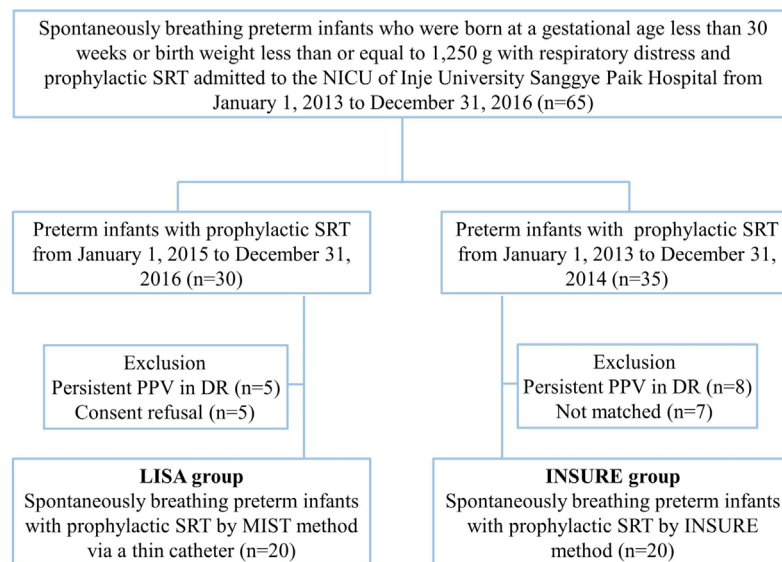 Spontaneously breathing preterm infants who were born at a gestational age less than 30
weeks or birth weight less than or equal to 1,250 g with respiratory distress and
prophylactic SRT admitted to the NICU of Inje University Sanggye Paik Hospital from
January 1, 2013 to December 31, 2016 (n=65)
Preterm infants with prophylactic SRT
from January 1, 2015 to December 31,
2016 (n=30)
Preterm infants with prophylactic SRT
from January 1, 2013 to December 31,
2014 (n=35)
Exclusion
Persistent PPV in DR (n=5)
Consent refusal (n=5)
Exclusion
Persistent PPV in DR (n=8)
Not matched (n=7)
LISA group
Spontaneously breathing preterm infants
with prophylactic SRT by MIST method
via a thin catheter (n=20)
INSURE group
Spontaneously breathing preterm infants
with prophylactic SRT by INSURE
method (n=20)